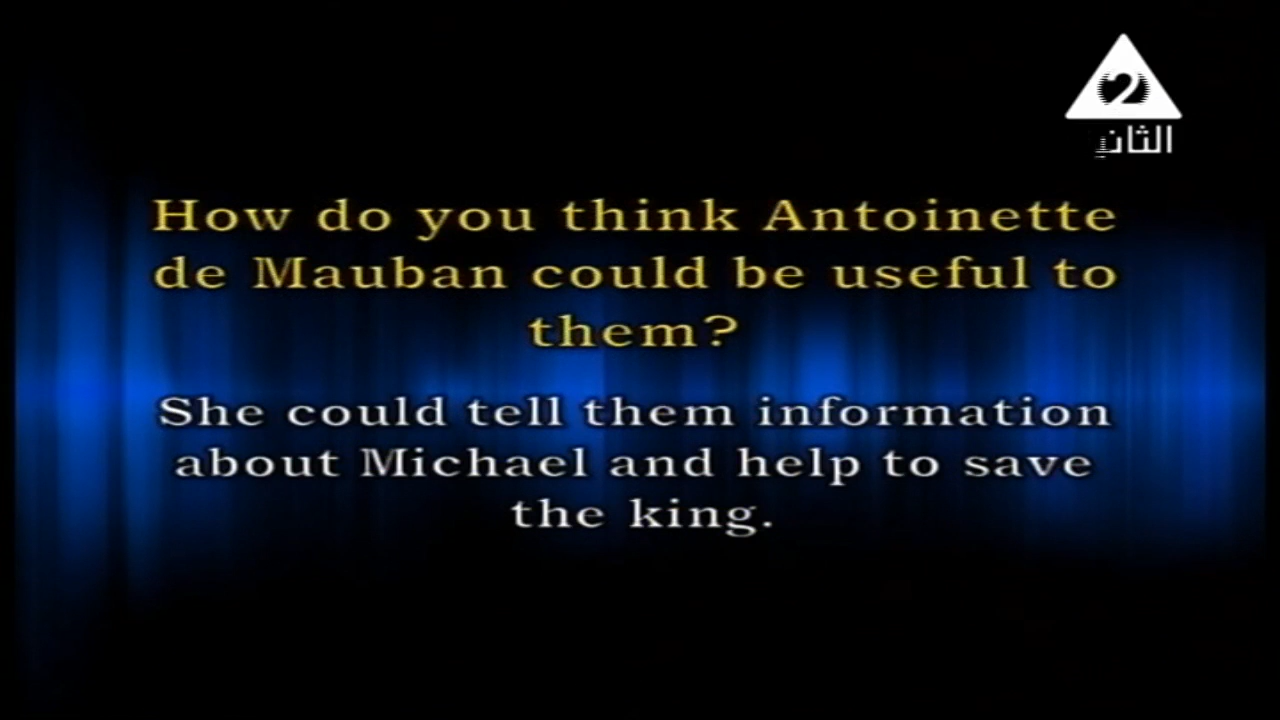 2
الثاني
How do you think Antoinette
de Mauban could be useful to
them?
She could tell them information
about Michael and help to save
the king.